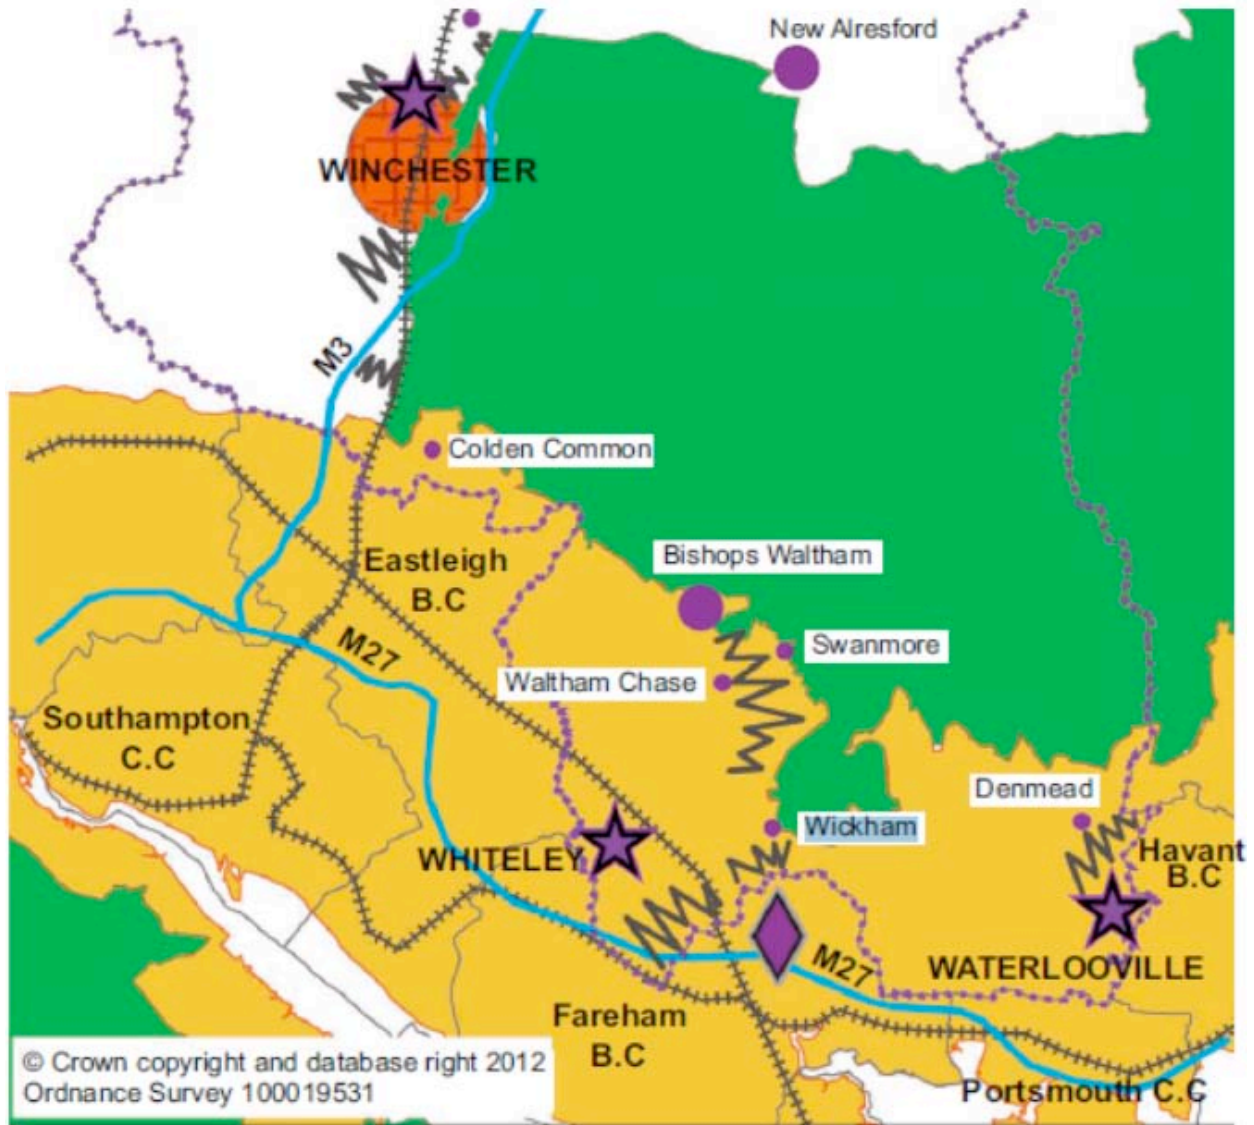 New Alresford
WINCHESTER
M3
Colden Common
Eastleigh
B.C
Bishops Waltham
Swanmore
M27
Waltham Chase
Southampton
C.C
Denmead
Wickham
WHITELEY
Havant
B.C
M27
WATERLOOVILLE
Fareham
B.C
© Crown copyright and database right 2012
Ordnance Survey 100019531
Portsmouth C.C